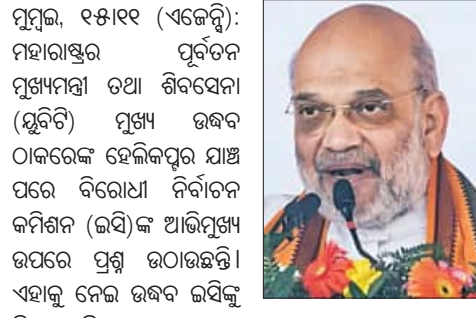 ମୁମ୍ବଇ, ୧୫।୧୧ (ଏଜେନ୍ସି):
ମହାରାଷ୍ଟ୍ରର ପୂର୍ବତନ
ମୁଖ୍ୟମନ୍ତ୍ରୀ ତଥା ଶିବସେନା
(ୟୁବିଟି) ମୁଖ୍ୟ ଉଦ୍ଧବ
ଠାକରେଙ୍କ ହେଲିକପ୍ଟର ଯାଞ୍ଚ
ପରେ ବିରୋଧୀ ନିର୍ବାଚନ
କମିଶନ (ଇସି)ଙ୍କ ଆଭିମୁଖ୍ୟ
ଉପରେ ପ୍ରଶ୍ନ ଉଠାଉଛନ୍ତି।
ଏହାକୁ ନେଇ ଉଦ୍ଧବ ଇସିଙ୍କୁ